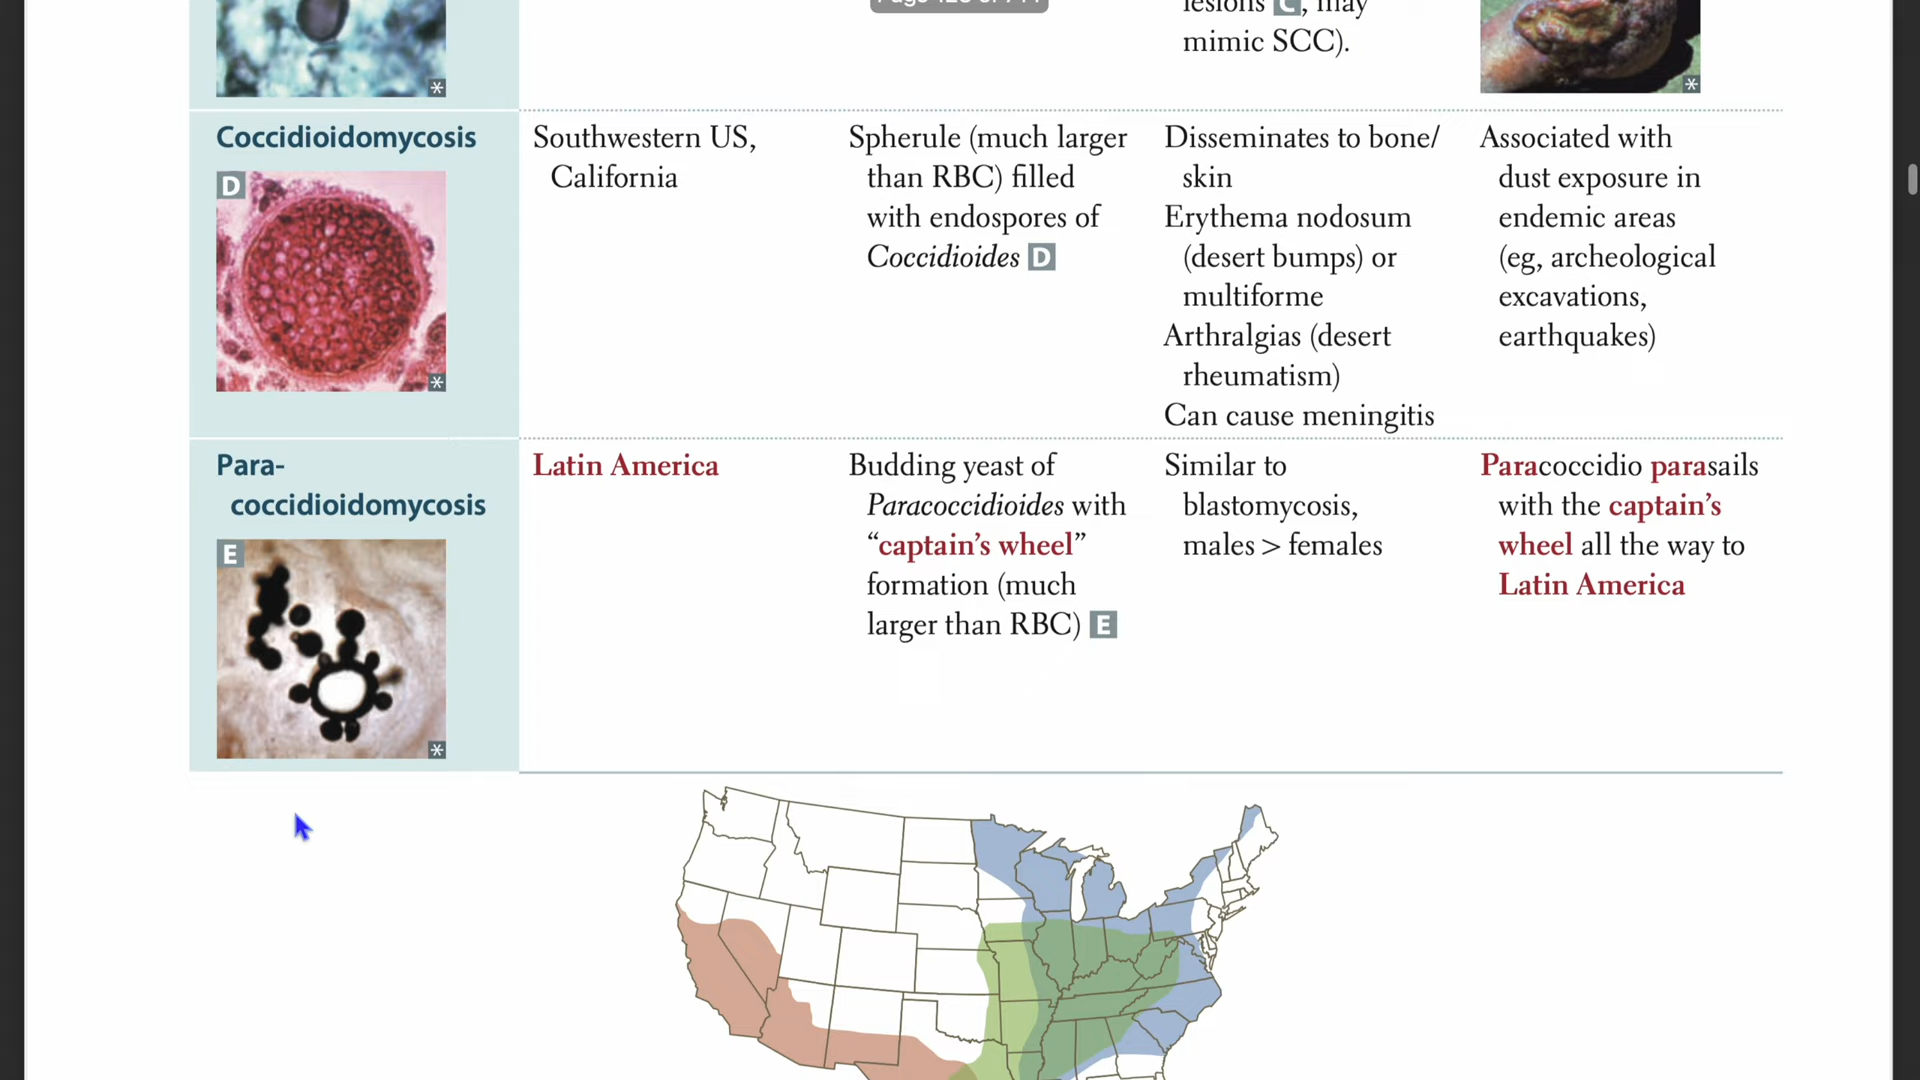 lesions C, may
mimic SCC).
*
*
Coccidioidomycosis
D
*
Southwestern US,
California
Spherule (much larger
than RBC) filled
with endospores of
Coccidioides D
Disseminates to bone/
skin
Erythema nodosum
(desert bumps) or
multiforme
Arthralgias (desert
rheumatism)
Can cause meningitis
Associated with
dust exposure in
endemic areas
(eg, archeological
excavations,
earthquakes)
Para-
coccidioidomycosis
E
*
Latin America
Budding yeast of
Paracoccidioides with
“captain’s wheel”
formation (much
larger than RBC) E
Similar to
blastomycosis,
males > females
Paracoccidio parasails
with the captain’s
wheel all the way to
Latin America